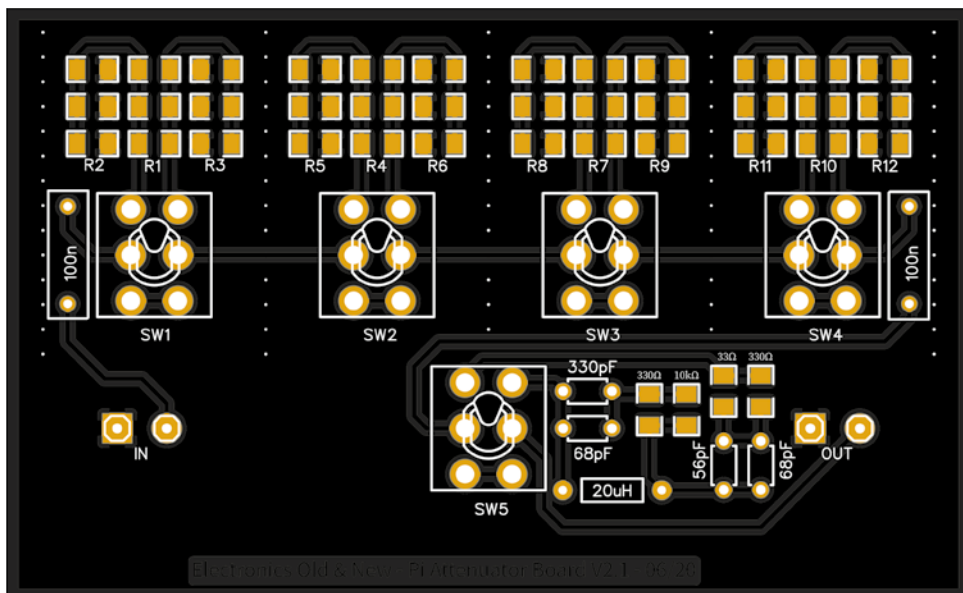 R2 R1 R3 R5 R4 R6 R8 R7 R9 R11 R10 R12
100n 100n
SW1 SW2 SW3 SW4
330pF 330Ω 10kΩ 33Ω 330Ω
68pF 56pF 68pF
IN OUT
20uH
SW5
Electronics Old & New - Pi Attenuator Board V2.1 - 06-20